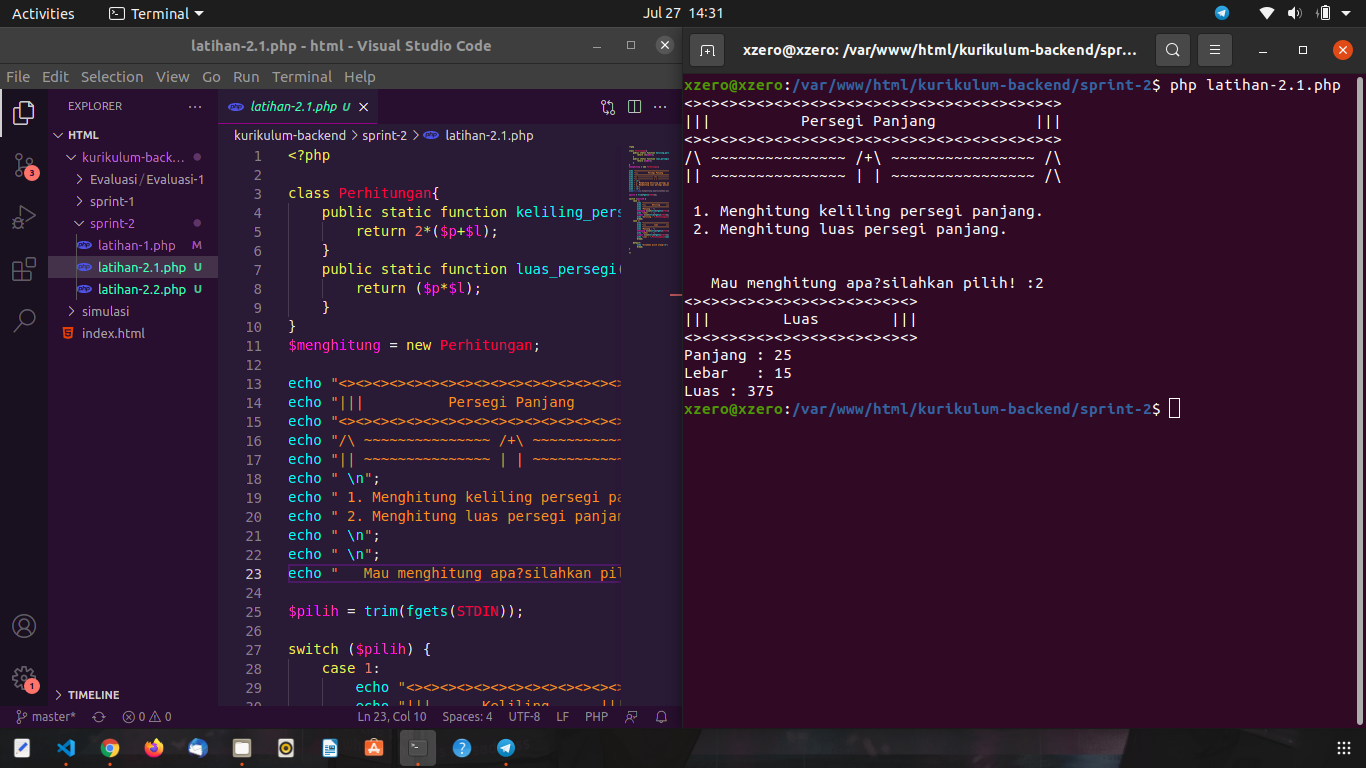 Activities
Terminal
Jul 27 14:31
latihan-2.1.php - html - Visual Studio Code
File Edit Selection View Go Run Terminal Help
EXPLORER
HTML
kurikulum-back...
Evaluasi / Evaluasi-1
sprint-1
sprint-2
latihan-1.php M
latihan-2.1.php U
latihan-2.2.php U
simulasi
index.html
TIMELINE
3
1
latihan-2.1.php U
kurikulum-backend > sprint-2 > latihan-2.1.php
1 <?php
2
3 class Perhitungan{
4     public static function keliling_pers
5         return 2*($p+$l);
6     }
7     public static function luas_persegi(
8         return ($p*$l);
9     }
10 }
11 $menghitung = new Perhitungan;
12
13 echo "<><><><><><><><><><><><><><><><><>
14 echo "|||          Persegi Panjang
15 echo "<><><><><><><><><><><><><><><><><>
16 echo "/\ ~~~~~~~~~~~~~~~ /+\ ~~~~~~~~~~~
17 echo "|| ~~~~~~~~~~~~~~~ | | ~~~~~~~~~~~
18 echo " \n";
19 echo " 1. Menghitung keliling persegi pa
20 echo " 2. Menghitung luas persegi panjan
21 echo " \n";
22 echo " \n";
23 echo "   Mau menghitung apa?silahkan pil
24
25 $pilih = trim(fgets(STDIN));
26
27 switch ($pilih) {
28     case 1:
29         echo "<><><><><><><><><><><><><>
30         echo "|||      Keliling      |||
master* 0 0 Ln 23, Col 10 Spaces: 4 UTF-8 LF PHP
xzero@xzero: /var/www/html/kurikulum-backend/spr...
xzero@xzero:/var/www/html/kurikulum-backend/sprint-2$ php latihan-2.1.php
<><><><><><><><><><><><><><><><><><><><><>
|||          Persegi Panjang           |||
<><><><><><><><><><><><><><><><><><><><><>
/\ ~~~~~~~~~~~~~~~ /+\ ~~~~~~~~~~~~~~~~ /\
|| ~~~~~~~~~~~~~~~ | | ~~~~~~~~~~~~~~~~ /\
1. Menghitung keliling persegi panjang.
2. Menghitung luas persegi panjang.
Mau menghitung apa?silahkan pilih! :2
<><><><><><><><><><><><><>
|||        Luas        |||
<><><><><><><><><><><><><>
Panjang : 25
Lebar   : 15
Luas : 375
xzero@xzero:/var/www/html/kurikulum-backend/sprint-2$